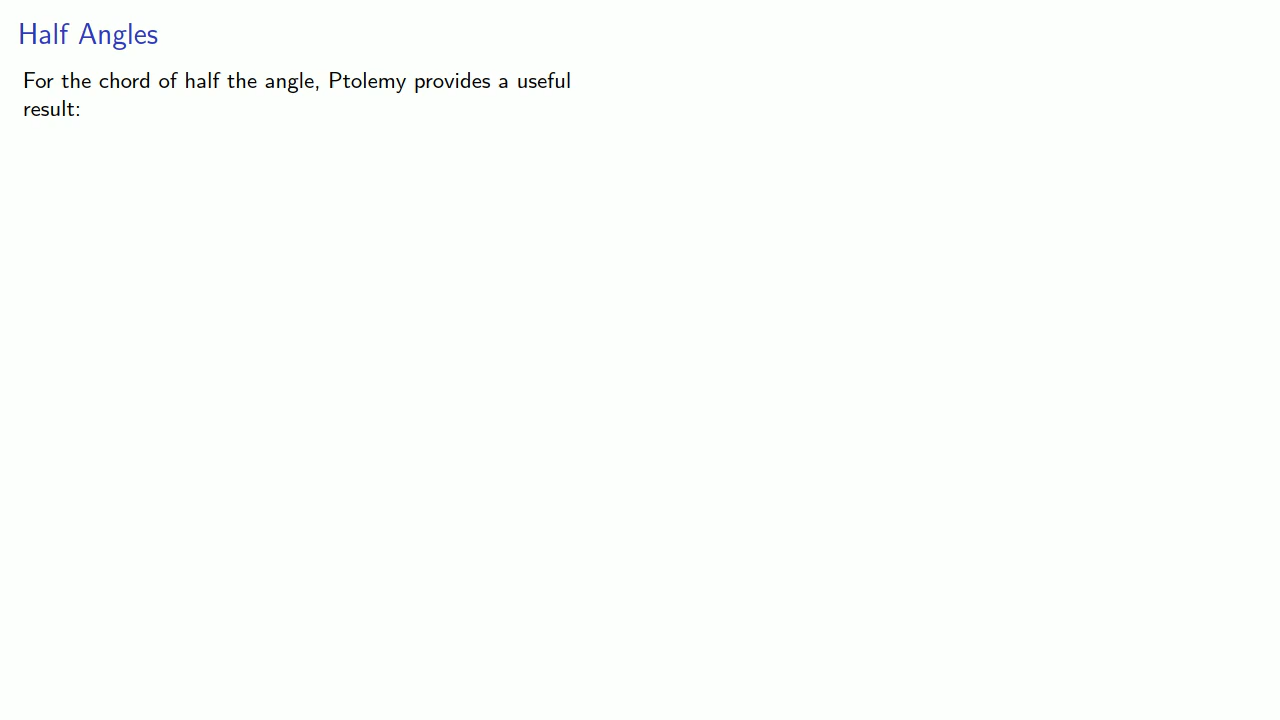 Half Angles
For the chord of half the angle, Ptolemy provides a useful
result: